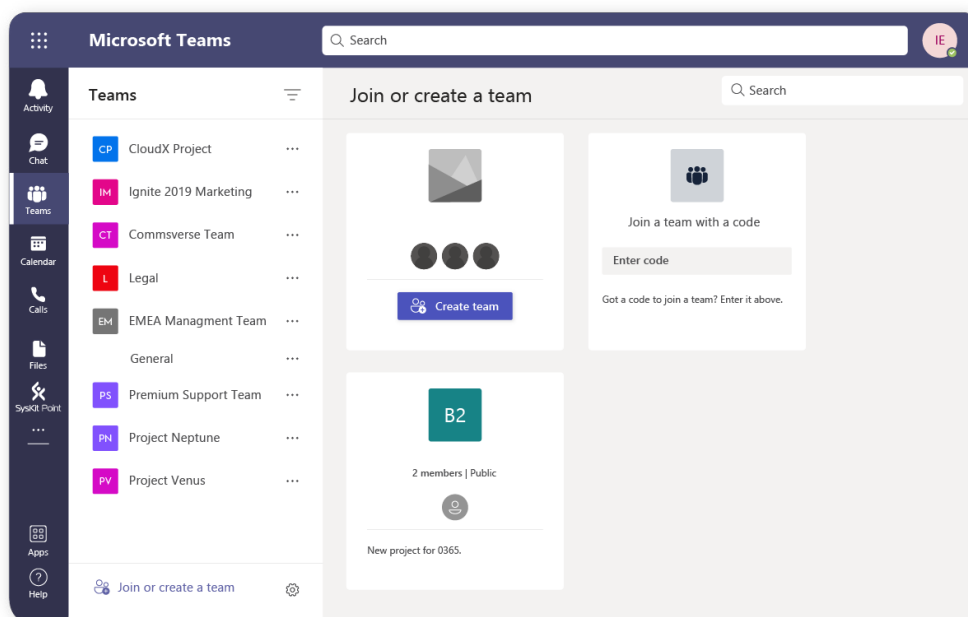 Microsoft Teams
Search
IE
Activity
Chat
Teams
Calendar
Calls
Files
SysKit Point
Apps
Help
Teams
CP CloudX Project
IM Ignite 2019 Marketing
CT Commsverse Team
L Legal
EM EMEA Managment Team
General
PS Premium Support Team
PN Project Neptune
PV Project Venus
Join or create a team
Join or create a team
Search
Create team
Join a team with a code
Enter code
Got a code to join a team? Enter it above.
B2
2 members | Public
New project for 0365.